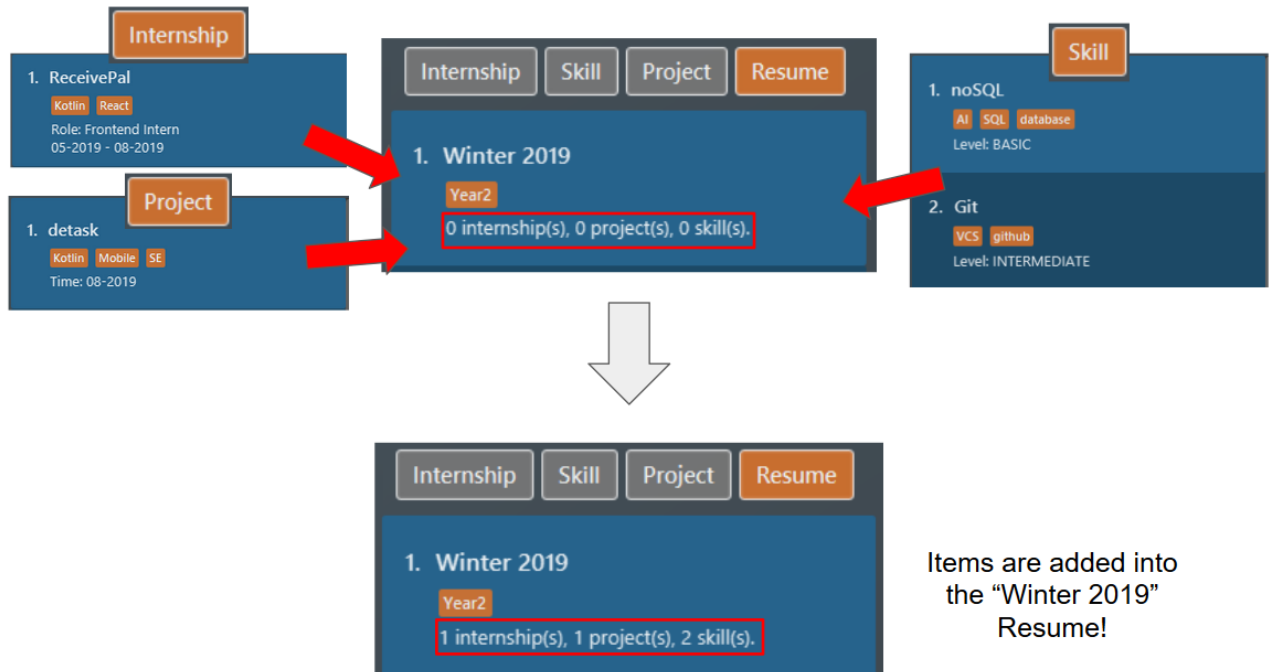 Internship
1. ReceivePal
Kotlin React
Role: Frontend Intern
05-2019 - 08-2019
Project
1. detask
Kotlin Mobile SE
Time: 08-2019
Internship Skill Project Resume
1. Winter 2019
Year2
0 internship(s), 0 project(s), 0 skill(s).
Skill
1. noSQL
AI SQL database
Level: BASIC
2. Git
VCS github
Level: INTERMEDIATE
Internship Skill Project Resume
1. Winter 2019
Year2
1 internship(s), 1 project(s), 2 skill(s).
Items are added into
the “Winter 2019”
Resume!